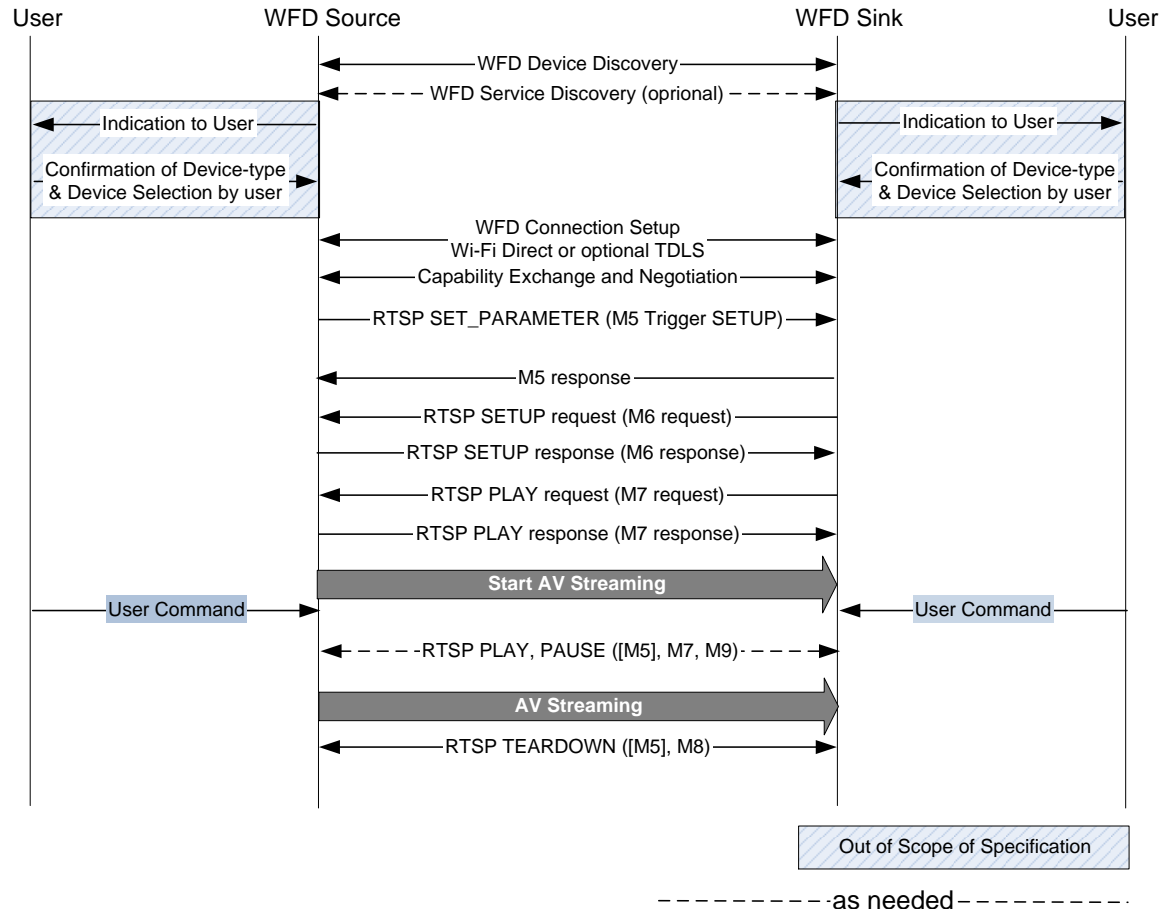 User
WFD Source
WFD Sink
User
WFD Device Discovery
WFD Service Discovery (oprional)
Indication to User
Indication to User
Confirmation of Device-type
& Device Selection by user
Confirmation of Device-type
& Device Selection by user
WFD Connection Setup
Wi-Fi Direct or optional TDLS
Capability Exchange and Negotiation
RTSP SET_PARAMETER (M5 Trigger SETUP)
M5 response
RTSP SETUP request (M6 request)
RTSP SETUP response (M6 response)
RTSP PLAY request (M7 request)
RTSP PLAY response (M7 response)
Start AV Streaming
User Command
User Command
RTSP PLAY, PAUSE ([M5], M7, M9)
AV Streaming
RTSP TEARDOWN ([M5], M8)
Out of Scope of Specification
as needed